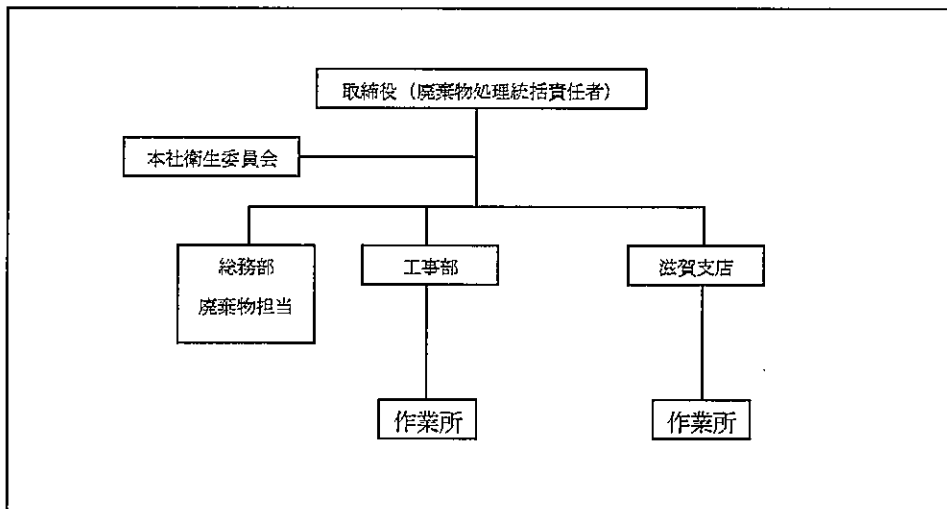 取締役（廃棄物処理統括責任者）
本社衛生委員会
総務部
廃棄物担当
工事部
滋賀支店
作業所
作業所